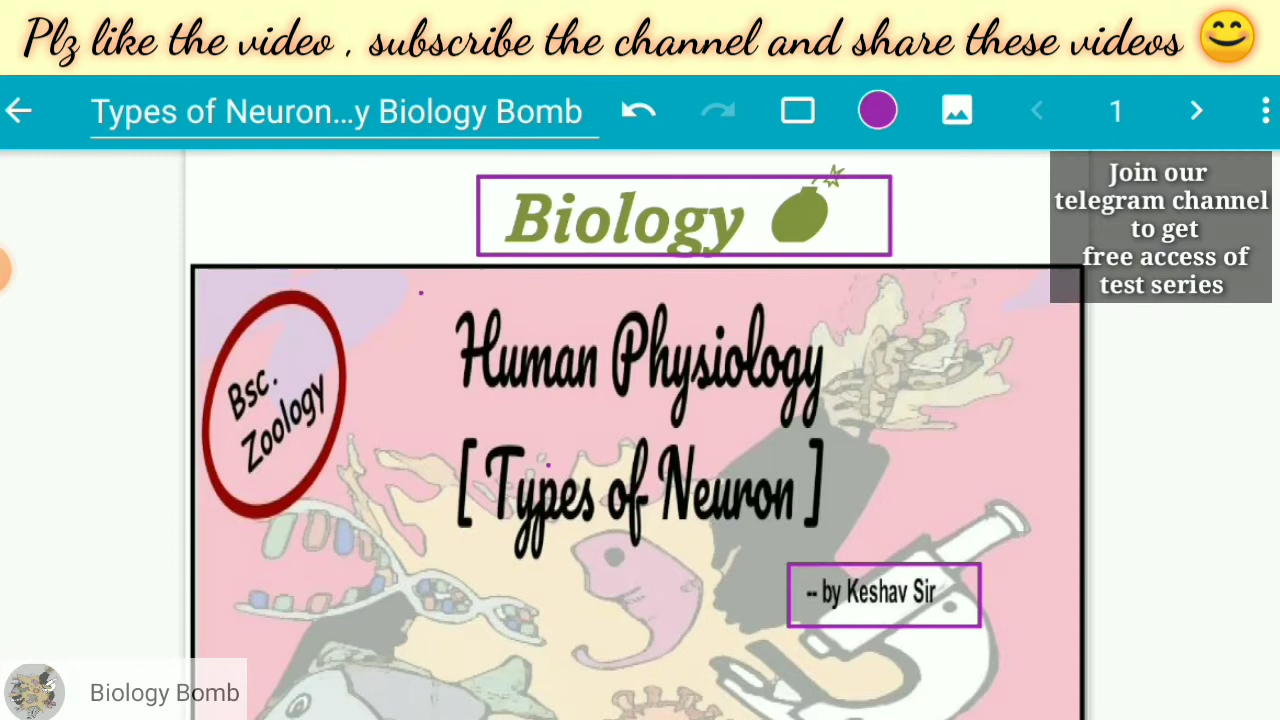 Plz like the video , subscribe the channel and share these videos 😊
Types of Neuron...y Biology Bomb
1
Join our
telegram channel
to get
free access of
test series
Biology
Bsc.
Zoology
Human Physiology
[ Types of Neuron ]
-- by Keshav Sir
Biology Bomb